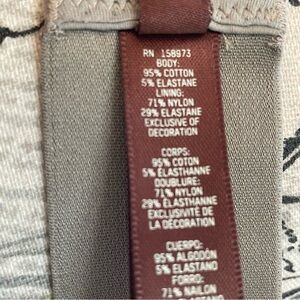 RN 158973
BODY:
95% COTTON
5% ELASTANE
LINING:
71% NYLON
29% ELASTANE
EXCLUSIVE OF
DECORATION
CORPS:
95% COTON
5% ÉLASTHANNE
DOUBLURE:
71% NYLON
29% ÉLASTHANNE
EXCLUSIVITÉ DE
LA DÉCORATION
CUERPO:
95% ALGODÓN
5% ELASTANO
FORRO:
71% NAILON